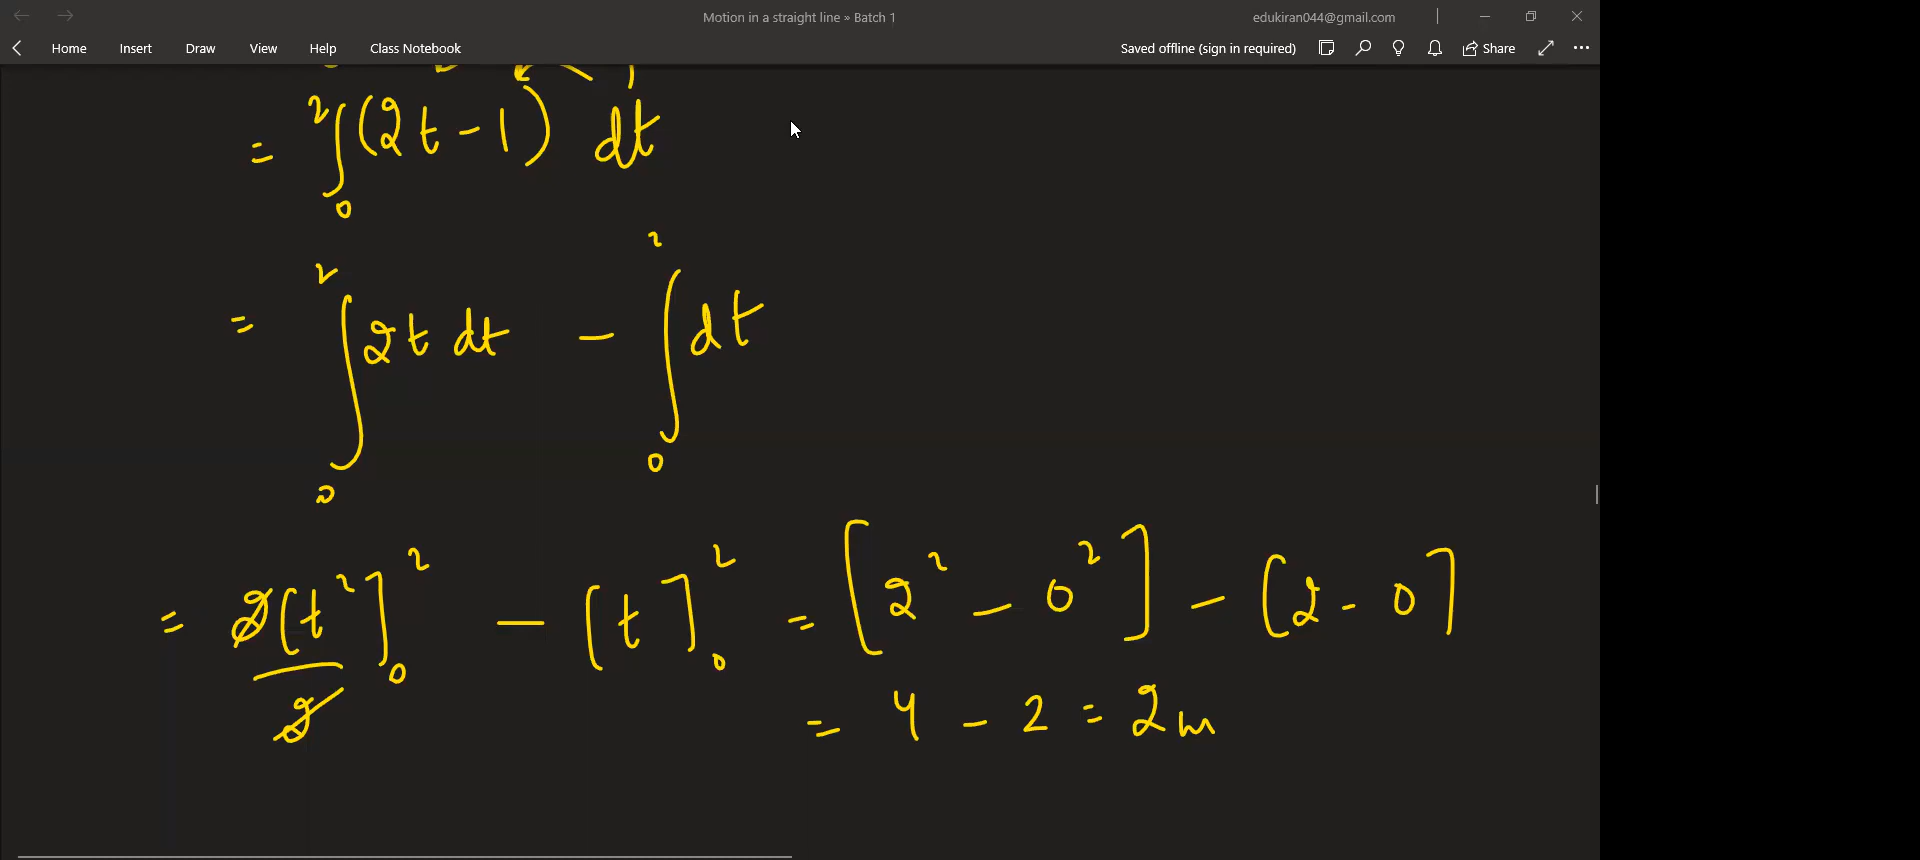 Motion in a straight line » Batch 1 edukiran044@gmail.com
Home Insert Draw View Help Class Notebook Saved offline (sign in required) Share
= ∫₀² (2t - 1) dt
= ∫₀² 2t dt - ∫₀² dt
= 2[t²]₀²/2 - [t]₀² = [2² - 0²] - [2 - 0]
= 4 - 2 = 2m